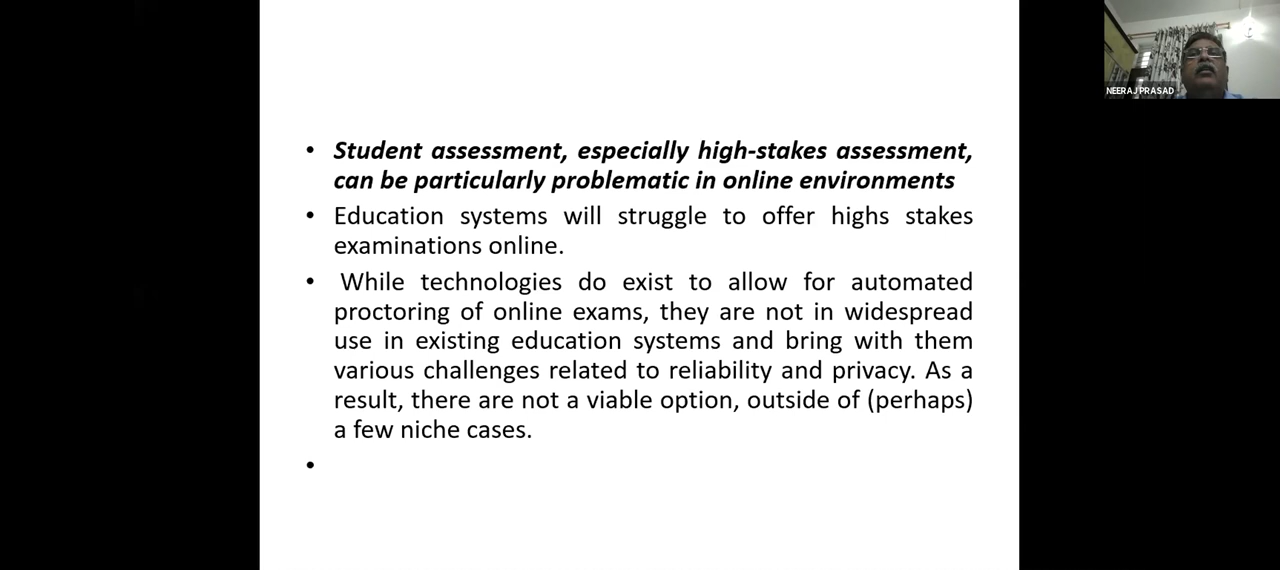 NEERAJ PRASAD
• Student assessment, especially high-stakes assessment,
can be particularly problematic in online environments
• Education systems will struggle to offer highs stakes
examinations online.
• While technologies do exist to allow for automated
proctoring of online exams, they are not in widespread
use in existing education systems and bring with them
various challenges related to reliability and privacy. As a
result, there are not a viable option, outside of (perhaps)
a few niche cases.
•